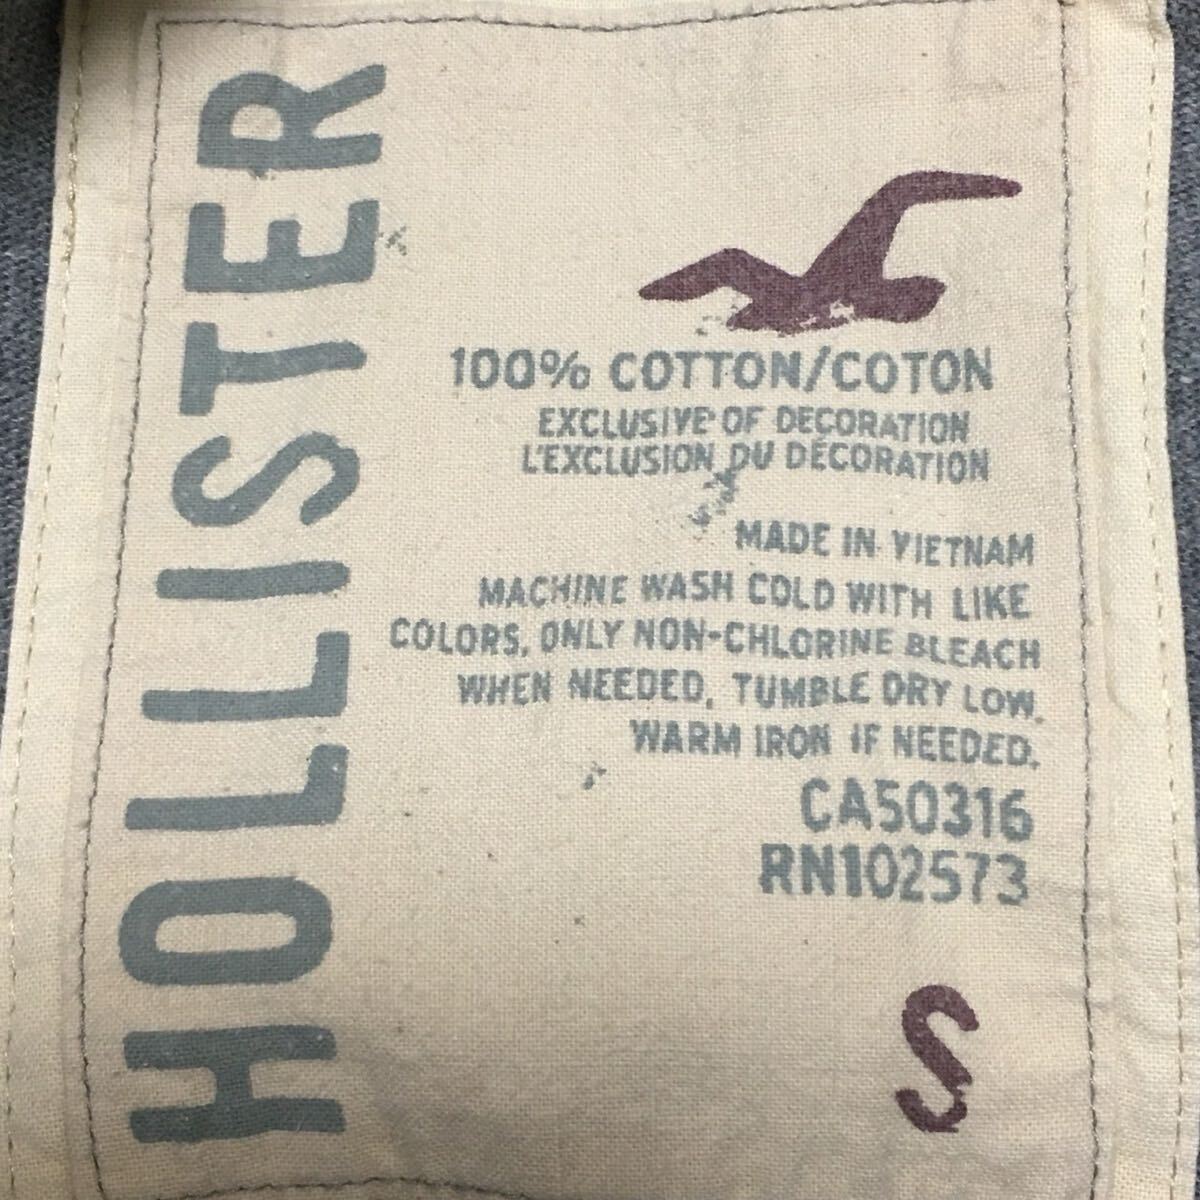 HOLLISTER
100% COTTON/COTON
EXCLUSIVE OF DECORATION
L'EXCLUSION DU DÉCORATION
MADE IN VIETNAM
MACHINE WASH COLD WITH LIKE
COLORS, ONLY NON-CHLORINE BLEACH
WHEN NEEDED, TUMBLE DRY LOW.
WARM IRON IF NEEDED.
CA50316
RN102573
S